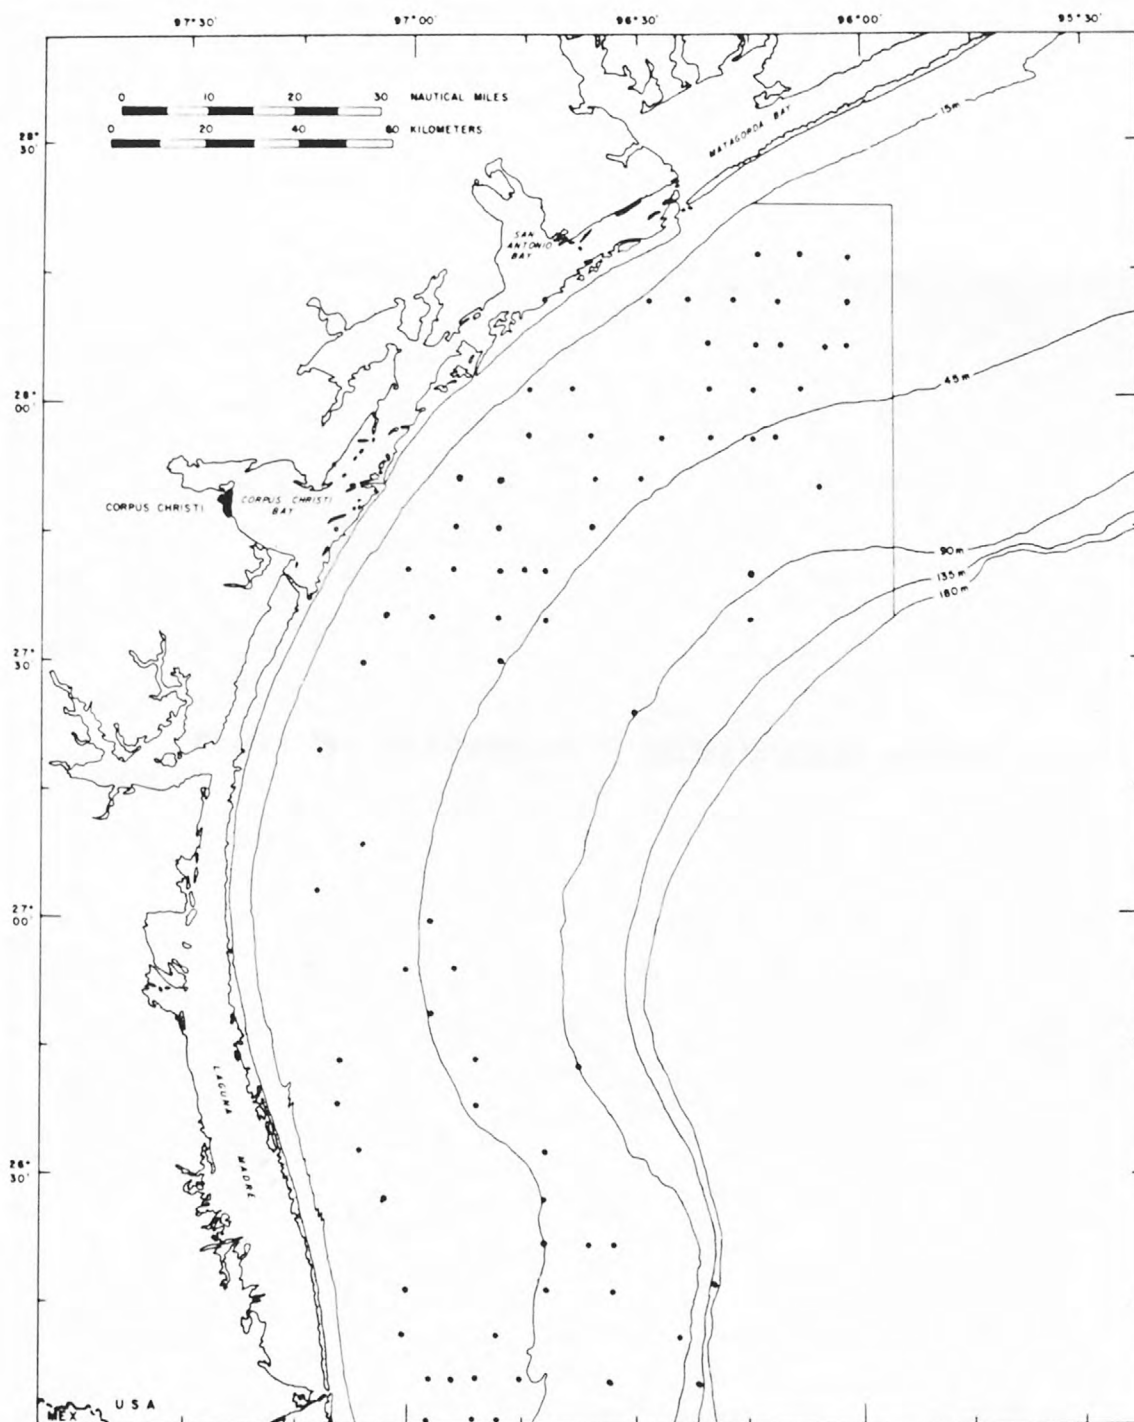 97°30' 97°00' 96°30' 96°00' 95°30'
0 10 20 30 NAUTICAL MILES
0 20 40 60 KILOMETERS
28°
30'
MATAGORDA BAY
15m
SAN
ANTONIO
BAY
45m
28°
00'
CORPUS CHRISTI
CORPUS CHRISTI
BAY
90m
135m
180m
27°
30'
27°
00'
LAGUNA
MADRE
26°
30'
USA
MEX